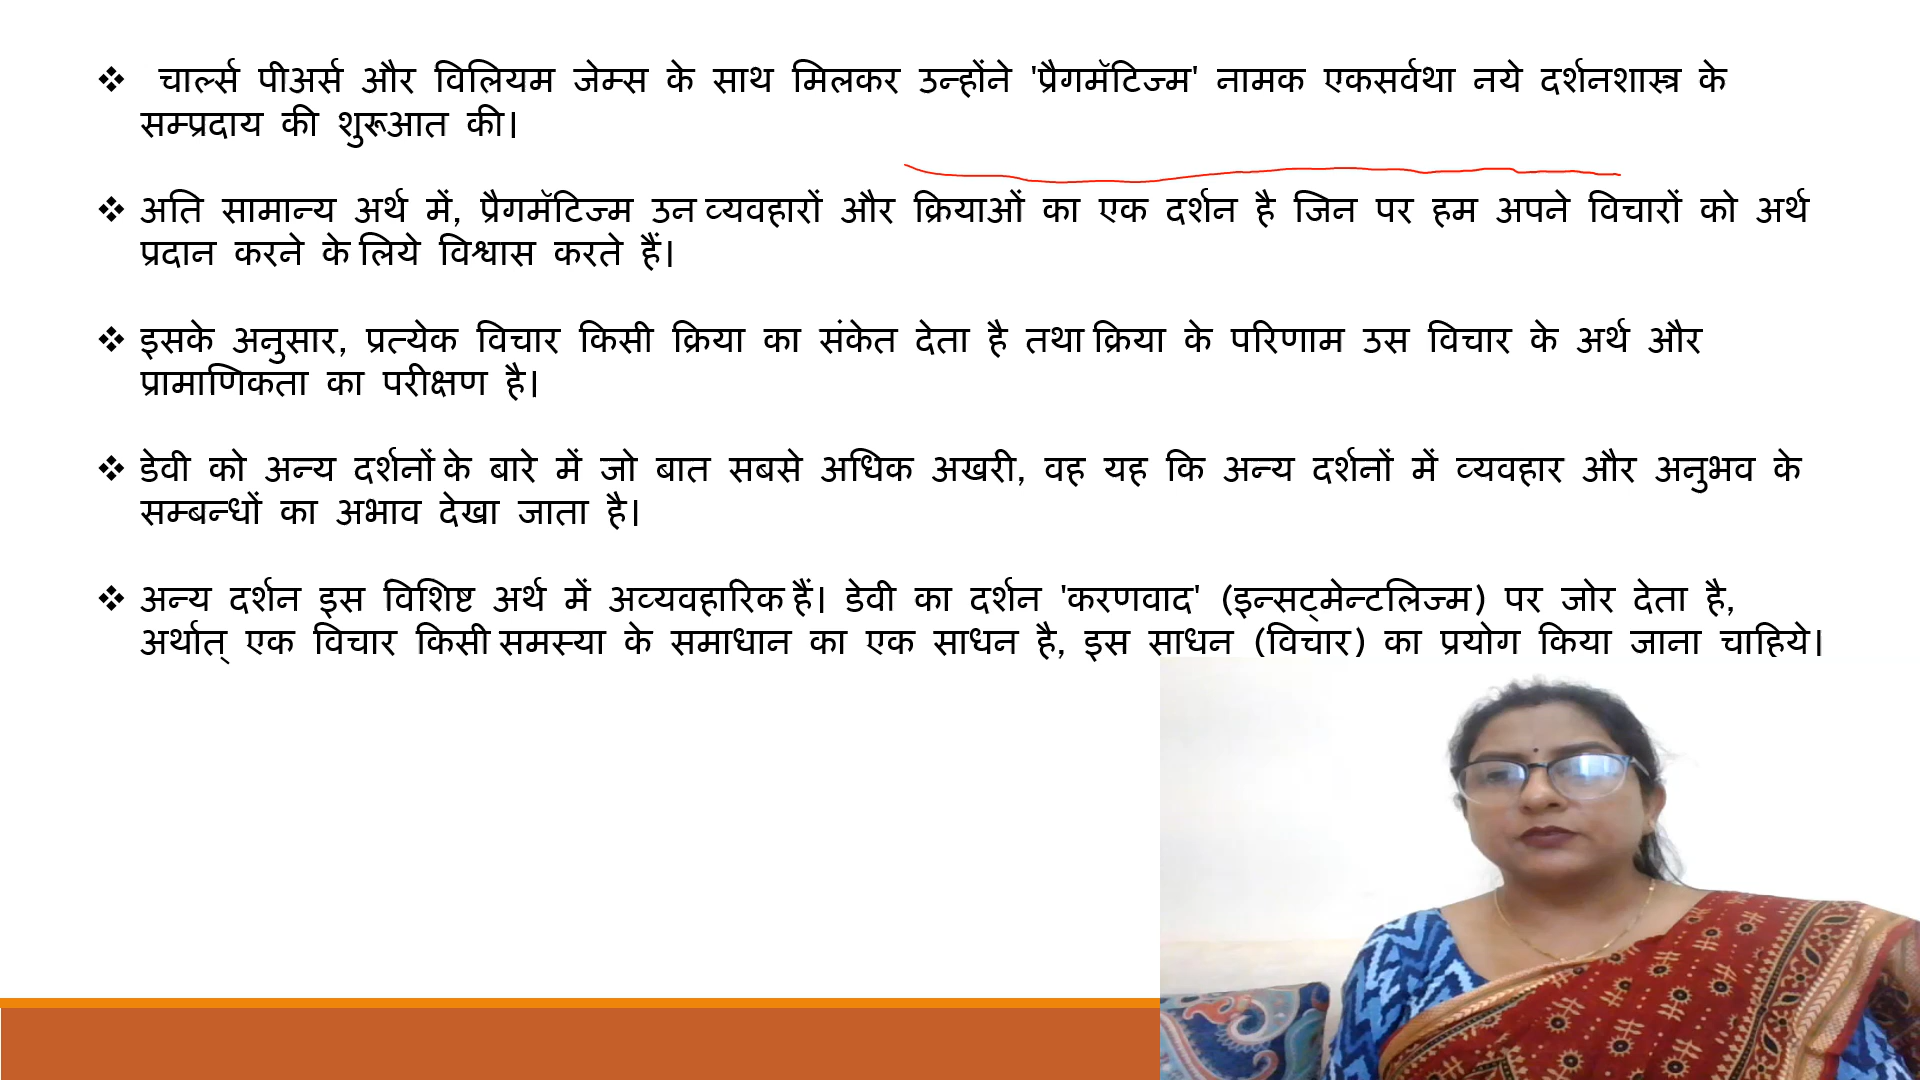 ❖ चार्ल्स पीअर्स और विलियम जेम्स के साथ मिलकर उन्होंने 'प्रैगमॅटिज्म' नामक एकसर्वथा नये दर्शनशास्त्र के
सम्प्रदाय की शुरूआत की।
❖ अति सामान्य अर्थ में, प्रैगमॅटिज्म उन व्यवहारों और क्रियाओं का एक दर्शन है जिन पर हम अपने विचारों को अर्थ
प्रदान करने के लिये विश्वास करते हैं।
❖ इसके अनुसार, प्रत्येक विचार किसी क्रिया का संकेत देता है तथा क्रिया के परिणाम उस विचार के अर्थ और
प्रामाणिकता का परीक्षण है।
❖ डेवी को अन्य दर्शनों के बारे में जो बात सबसे अधिक अखरी, वह यह कि अन्य दर्शनों में व्यवहार और अनुभव के
सम्बन्धों का अभाव देखा जाता है।
❖ अन्य दर्शन इस विशिष्ट अर्थ में अव्यवहारिक हैं। डेवी का दर्शन 'करणवाद' (इन्सट्मेन्टलिज्म) पर जोर देता है,
अर्थात् एक विचार किसी समस्या के समाधान का एक साधन है, इस साधन (विचार) का प्रयोग किया जाना चाहिये।